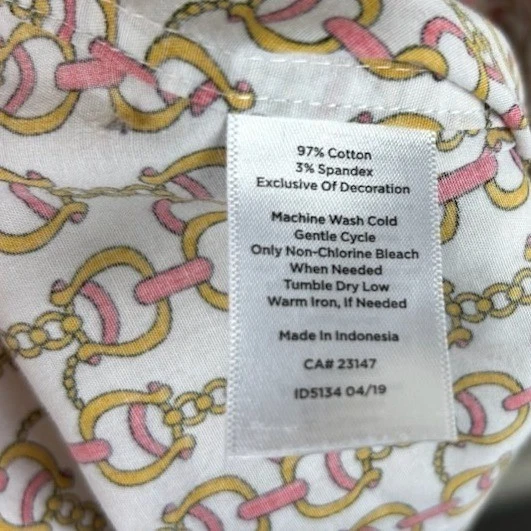 97% Cotton
3% Spandex
Exclusive Of Decoration
Machine Wash Cold
Gentle Cycle
Only Non-Chlorine Bleach
When Needed
Tumble Dry Low
Warm Iron, If Needed
Made In Indonesia
CA# 23147
ID5134 04/19